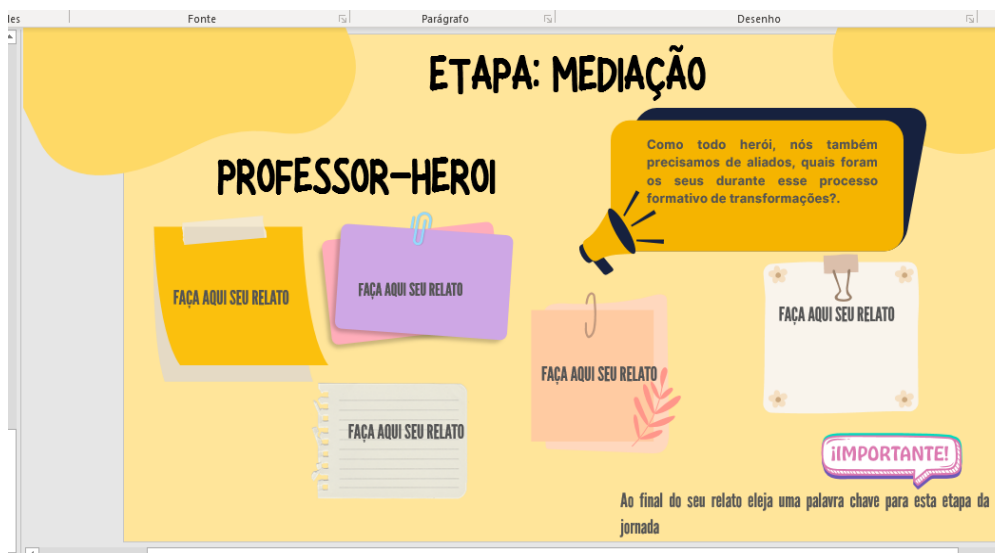 les
Fonte
Parágrafo
Desenho
ETAPA: MEDIAÇÃO
PROFESSOR-HEROI
Como todo herói, nós também
precisamos de aliados, quais foram
os seus durante esse processo
formativo de transformações?.
FAÇA AQUI SEU RELATO
FAÇA AQUI SEU RELATO
FAÇA AQUI SEU RELATO
FAÇA AQUI SEU RELATO
FAÇA AQUI SEU RELATO
¡IMPORTANTE!
Ao final do seu relato eleja uma palavra chave para esta etapa da
jornada